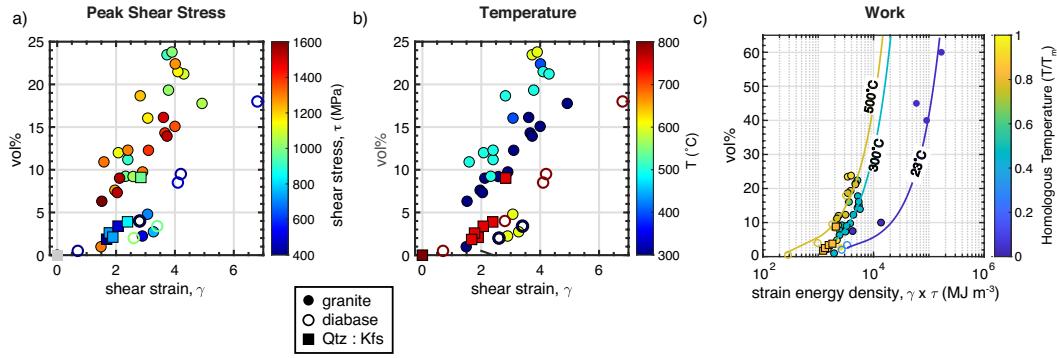 a)
Peak Shear Stress
25
20
15
10
5
0
vol%
0
2
4
6
shear strain, γ
1600
1400
1200
1000
800
600
400
shear stress, τ (MPa)
b)
Temperature
25
20
15
10
5
0
vol%
0
2
4
6
shear strain, γ
800
700
600
500
400
300
T (˚C)
granite
diabase
Qtz : Kfs
c)
Work
60
50
40
30
20
10
0
vol%
500°C
300°C
23°C
10²
10⁴
10⁶
strain energy density, γ x τ (MJ m⁻³)
1
0.8
0.6
0.4
0.2
0
Homologous Temperature (T/Tₘ)